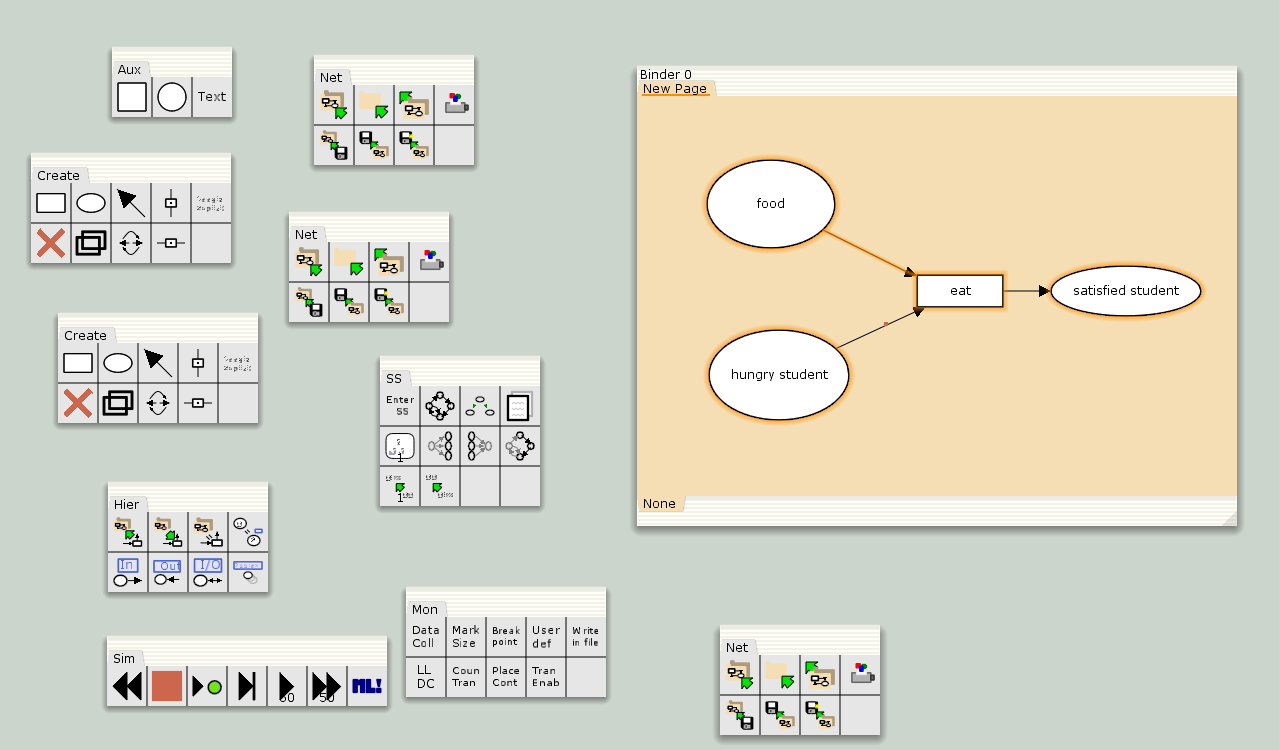 Aux
Text
Net
Binder 0
New Page
Create
food
Net
eat
satisfied student
Create
hungry student
SS
Enter
SS
1
1
Hier
In
Out
I/O
None
Mon
Data
Coll
Mark
Size
Break
point
User
def
Write
in file
LL
DC
Coun
Tran
Place
Cont
Tran
Enab
Sim
50
ML!
Net